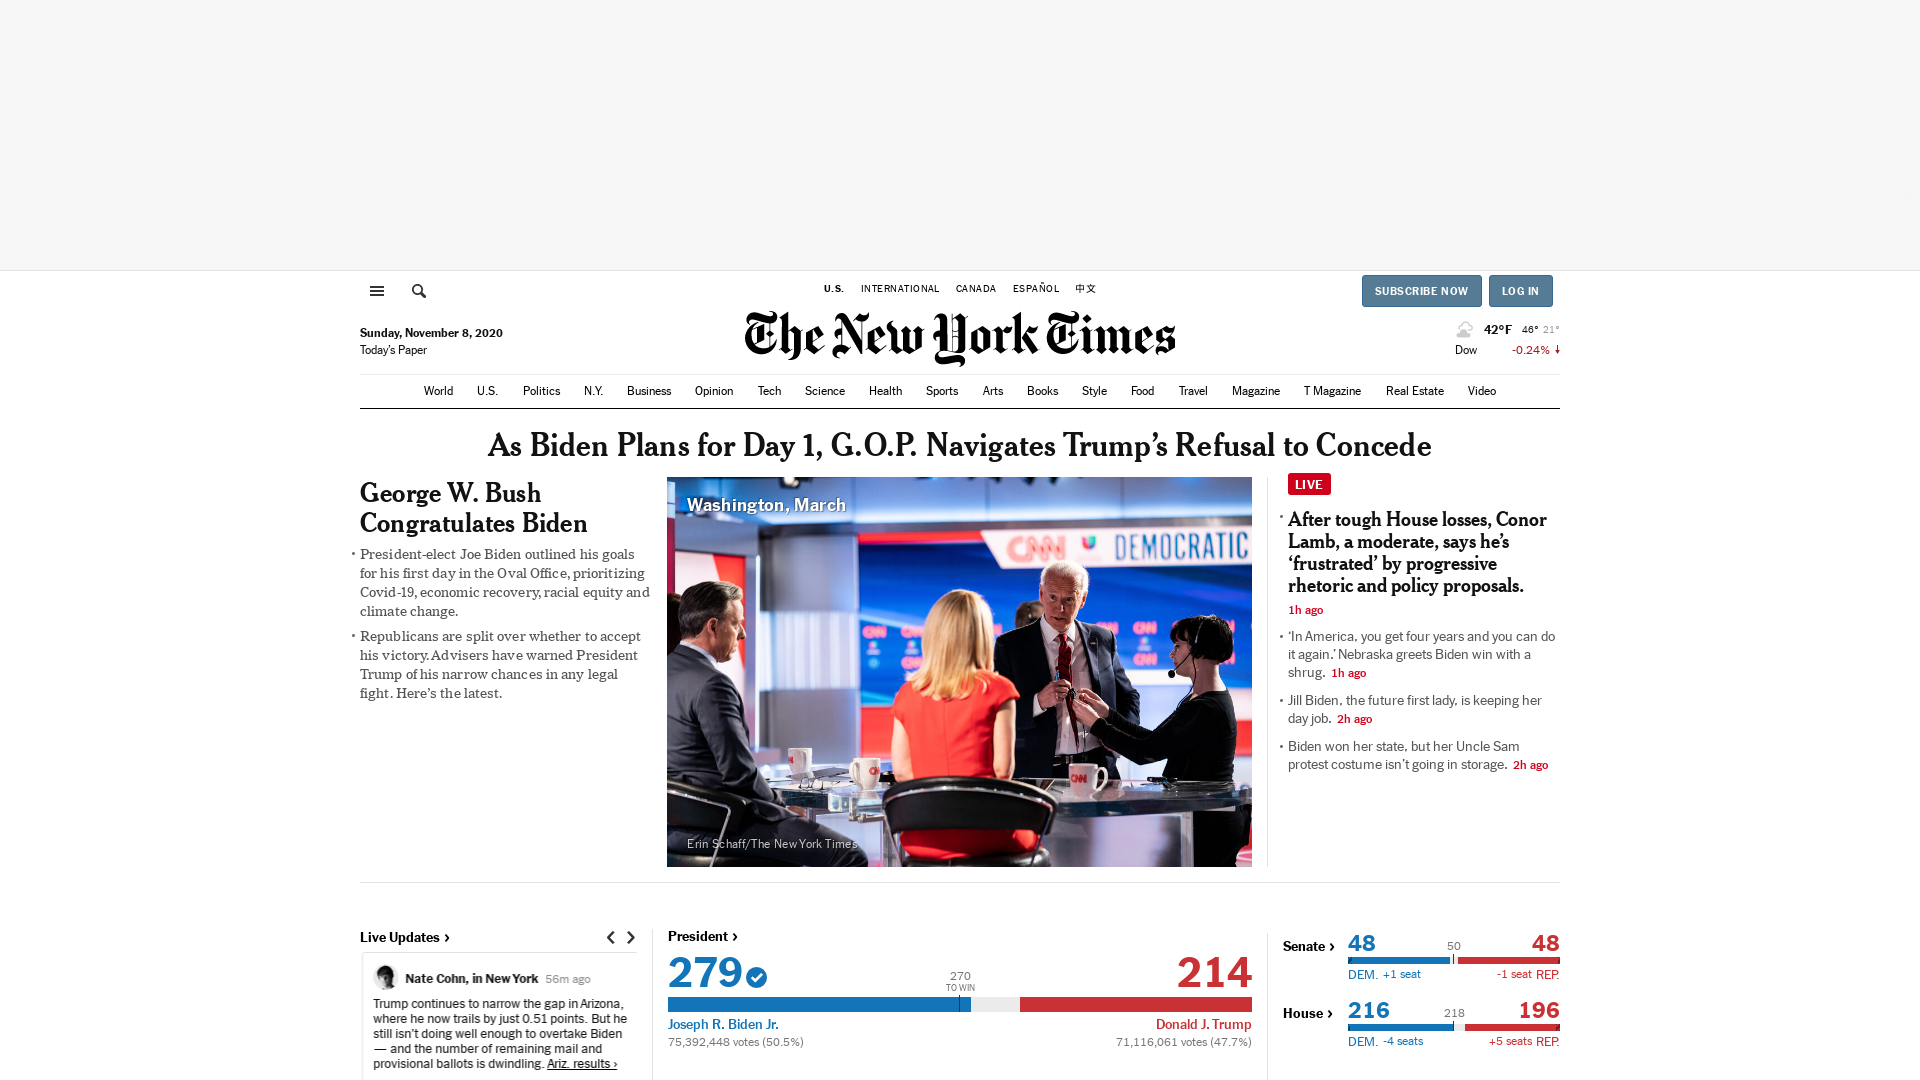 U.S. INTERNATIONAL CANADA ESPAÑOL 中文
SUBSCRIBE NOW LOG IN
Sunday, November 8, 2020
Today's Paper
The New York Times
42°F 46° 21°
Dow -0.24%
World U.S. Politics N.Y. Business Opinion Tech Science Health Sports Arts Books Style Food Travel Magazine T Magazine Real Estate Video
As Biden Plans for Day 1, G.O.P. Navigates Trump's Refusal to Concede
George W. Bush
Congratulates Biden
• President-elect Joe Biden outlined his goals
for his first day in the Oval Office, prioritizing
Covid-19, economic recovery, racial equity and
climate change.
• Republicans are split over whether to accept
his victory. Advisers have warned President
Trump of his narrow chances in any legal
fight. Here's the latest.
Washington, March
CNN DEMOCRATIC
CNN
CNN
CNN
CNN
CNN
CNN
Erin Schaff/The New York Times
LIVE
• After tough House losses, Conor
Lamb, a moderate, says he's
‘frustrated’ by progressive
rhetoric and policy proposals.
1h ago
• ‘In America, you get four years and you can do
it again.’ Nebraska greets Biden win with a
shrug. 1h ago
• Jill Biden, the future first lady, is keeping her
day job. 2h ago
• Biden won her state, but her Uncle Sam
protest costume isn't going in storage. 2h ago
Live Updates ›
Nate Cohn, in New York 56m ago
Trump continues to narrow the gap in Arizona,
where he now trails by just 0.51 points. But he
still isn't doing well enough to overtake Biden
— and the number of remaining mail and
provisional ballots is dwindling. Ariz. results ›
President ›
279 270 214
TO WIN
Joseph R. Biden Jr. Donald J. Trump
75,392,448 votes (50.5%) 71,116,061 votes (47.7%)
Senate › 48 50 48
DEM. +1 seat -1 seat REP.
House › 216 218 196
DEM. -4 seats +5 seats REP.